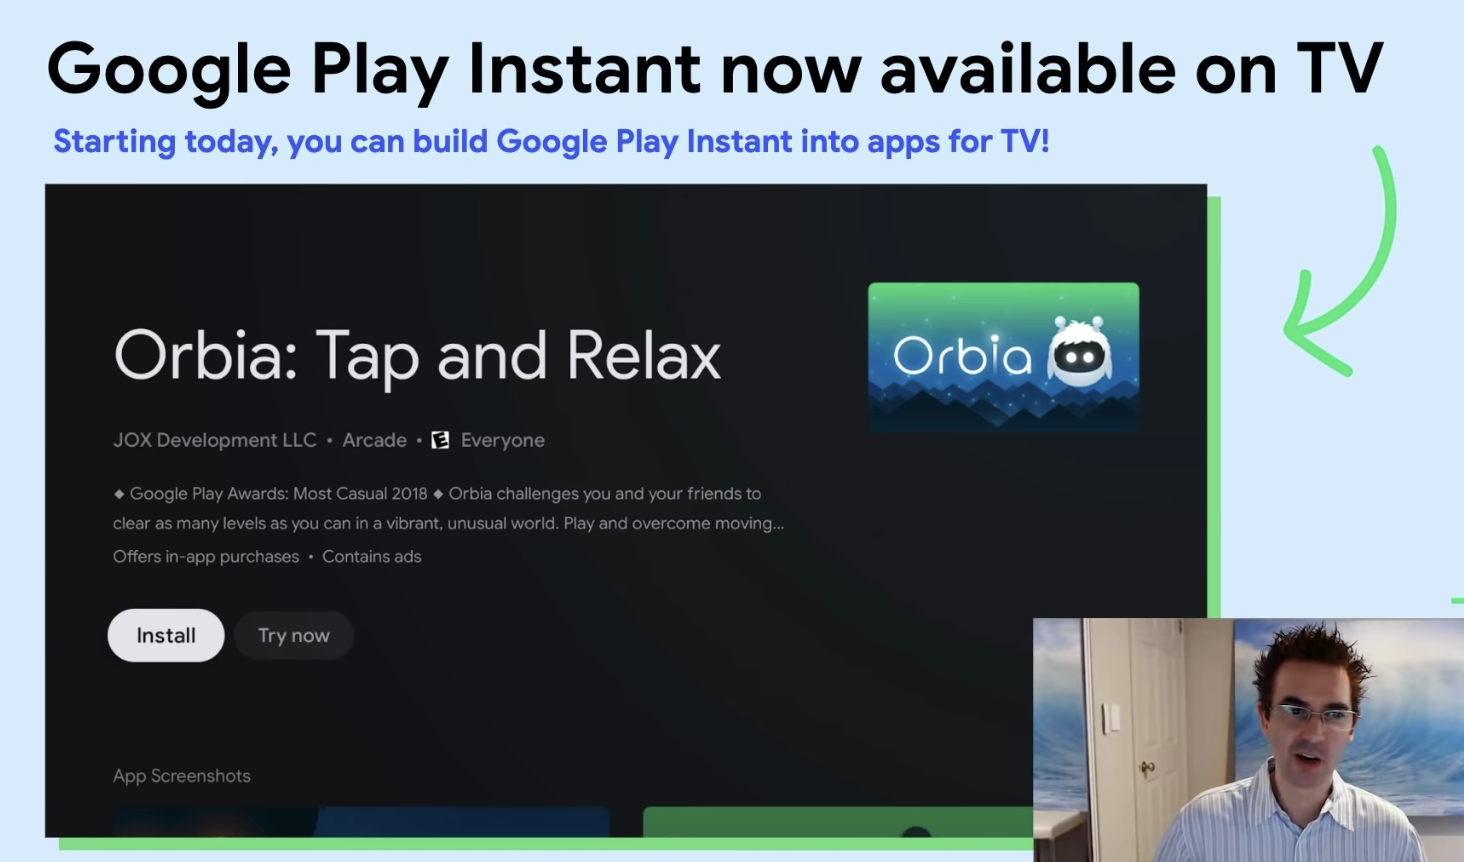 Google Play Instant now available on TV
Starting today, you can build Google Play Instant into apps for TV!
Orbia: Tap and Relax
Orbia
JOX Development LLC • Arcade • E Everyone
◆ Google Play Awards: Most Casual 2018 ◆ Orbia challenges you and your friends to
clear as many levels as you can in a vibrant, unusual world. Play and overcome moving...
Offers in-app purchases • Contains ads
Install Try now
App Screenshots